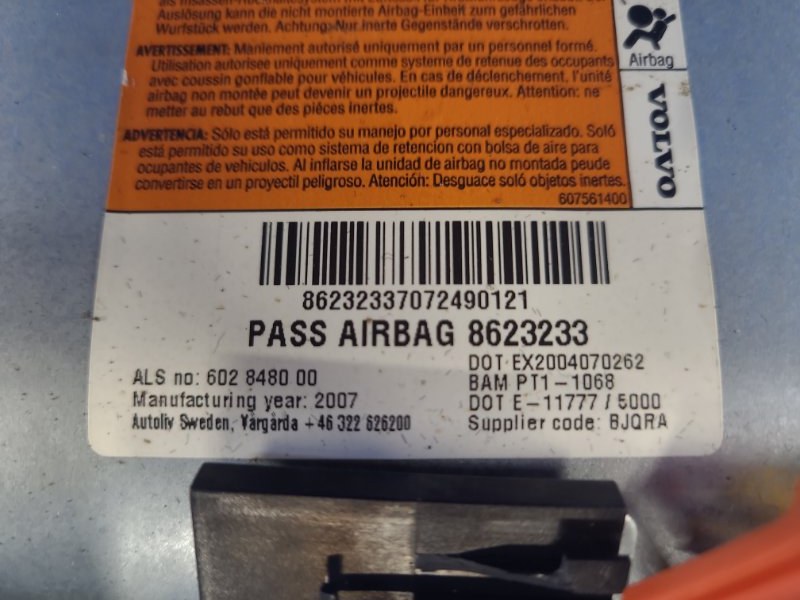 als Insassen-Rückhaltesystem
Auslösung kann die nicht montierte Airbag-Einheit zum gefährlichen
Wurfstück werden. Achtung: Nur inerte Gegenstände verschrotten.
AVERTISSEMENT: Maniement autorisé uniquement par un personnel formé.
Utilisation autorisee uniquement comme système de retenue des occupants
avec coussin gonflable pour véhicules. En cas de déclenchement, l'unité
airbag non montée peut devenir un projectile dangereux. Attention: ne
metter au rebut que des piéces inertes.
ADVERTENCIA: Sólo está permitido su manejo por personal especializado. Soló
está permitido su uso como sistema de retencion con bolsa de aire para
ocupantes de vehiculos. Al inflarse la unidad de airbag no montada peude
convertirse en un proyectil peligroso. Atención: Desguace soló objetos inertes.
607561400
Airbag
VOLVO
86232337072490121
PASS AIRBAG 8623233
DOT EX2004070262
ALS no: 602 8480 00
BAM PT1-1068
Manufacturing year: 2007
DOT E-11777 / 5000
Autoliv Sweden, Vårgårda +46 322 626200
Supplier code: BJQRA